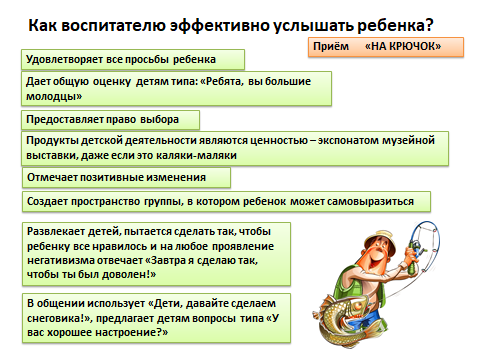 Как воспитателю эффективно услышать ребенка?
Приём «НА КРЮЧОК»
Удовлетворяет все просьбы ребенка
Дает общую оценку детям типа: «Ребята, вы большие
молодцы»
Предоставляет право выбора
Продукты детской деятельности являются ценностью – экспонатом музейной
выставки, даже если это каляки-маляки
Отмечает позитивные изменения
Создает пространство группы, в котором ребенок может самовыразиться
Развлекает детей, пытается сделать так, чтобы
ребенку все нравилось и на любое проявление
негативизма отвечает «Завтра я сделаю так,
чтобы ты был доволен!»
В общении использует «Дети, давайте сделаем
снеговика!», предлагает детям вопросы типа «У
вас хорошее настроение?»